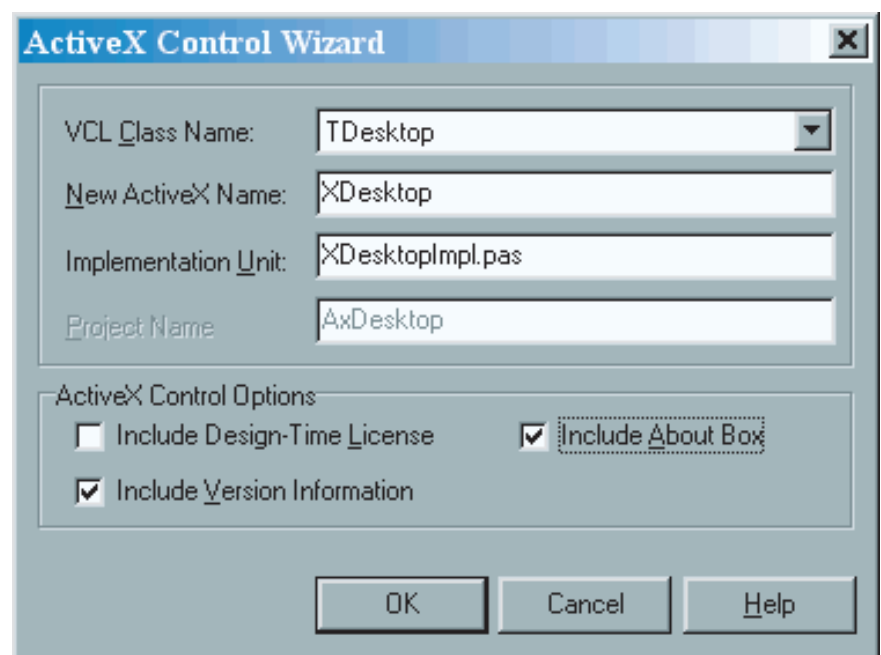 ActiveX Control Wizard
VCL Class Name: TDesktop
New ActiveX Name: XDesktop
Implementation Unit: XDesktopImpl.pas
Project Name AxDesktop
ActiveX Control Options
Include Design-Time License Include About Box
Include Version Information
OK Cancel Help